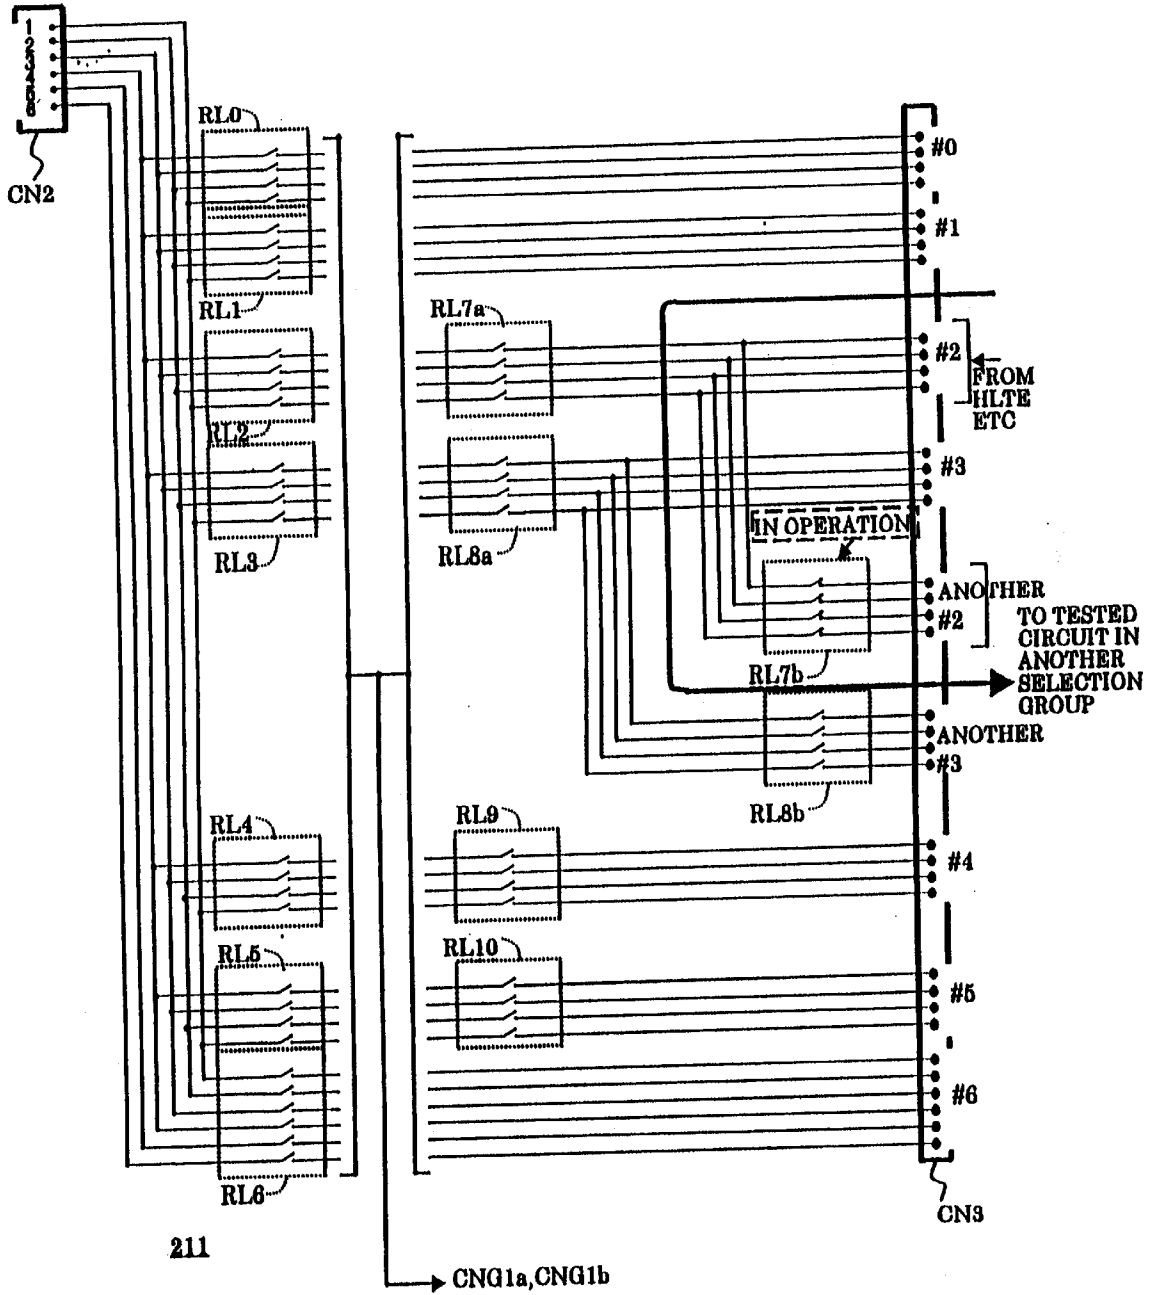 1
2
3
4
5
6
CN2
RL0
#0
#1
RL1
RL7a
#2
FROM
HLTE
ETC
RL2
#3
IN OPERATION
RL3
RL8a
ANOTHER
#2
TO TESTED
CIRCUIT IN
ANOTHER
SELECTION
GROUP
RL7b
ANOTHER
#3
RL8b
RL4
RL9
#4
RL5
RL10
#5
#6
RL6
CN3
211
CNG1a,CNG1b